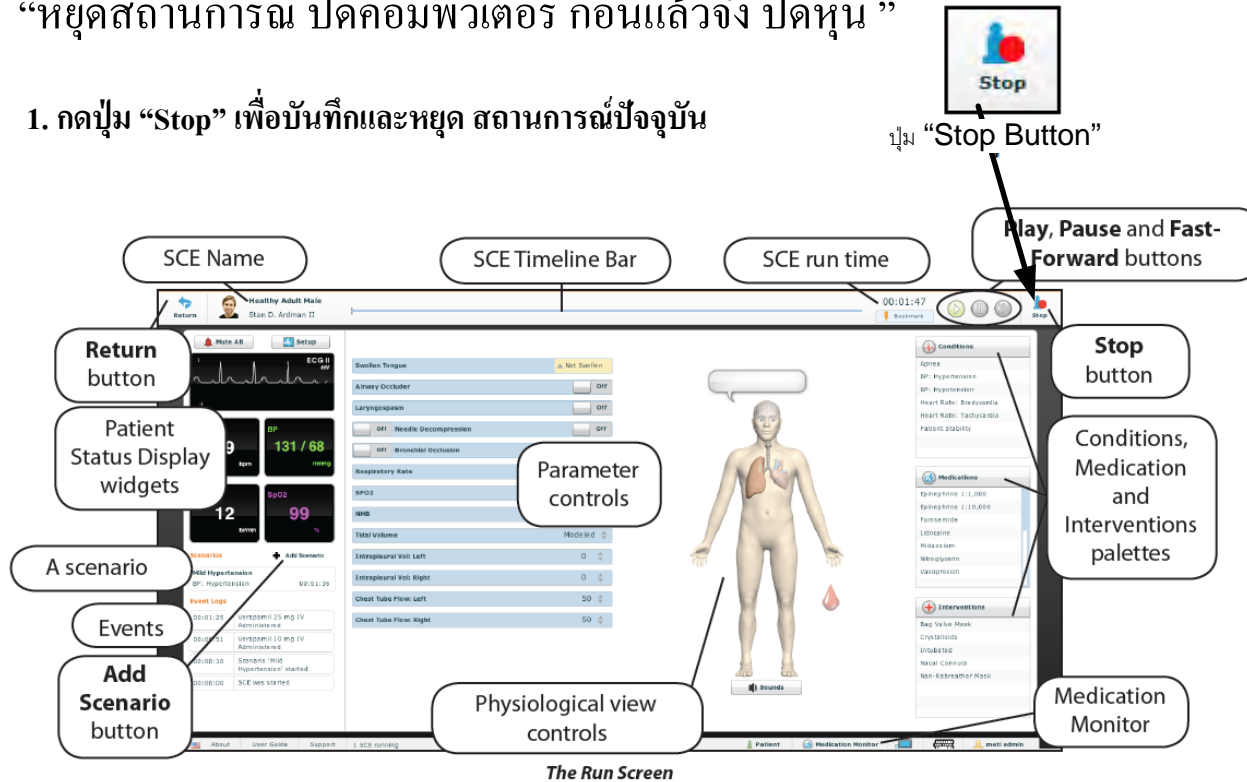 “หยุดสถานการณ์ ปิดคอมพิวเตอร์ ก่อนแล้วจึง ปิดหุ่น ”
Stop
1. กดปุ่ม “Stop” เพื่อบันทึกและหยุด สถานการณ์ปัจจุบัน
ปุ่ม “Stop Button”
SCE Name
SCE Timeline Bar
SCE run time
Play, Pause and Fast-
Forward buttons
Return
Healthy Adult Male
Stan D. Ardman II
00:01:47
Bookmark
Stop
Return
button
Patient
Status Display
widgets
A scenario
Events
Add
Scenario
button
Mute All
Setup
ECG II
mV
1
-1
9
bpm
BP
131 / 68
mmHg
12
br/min
SpO2
99
%
Scenarios
Add Scenario
Mild Hypertension
BP: Hypertension 00:01:36
Event Logs
00:01:25 Verapamil 25 mg IV
Administered
:51 Verapamil 10 mg IV
Administered
00:00:10 Scenario 'Mild
Hypertension' started
00:00:00 SCE was started
Swollen Tongue Not Swollen
Airway Occluder Off
Laryngospasm Off
Off Needle Decompression Off
Off Bronchial Occlusion
Respiratory Rate
SPO2
NMB
Tidal Volume Modeled
Intrapleural Vol: Left 0
Intrapleural Vol: Right 0
Chest Tube Flow: Left 50
Chest Tube Flow: Right 50
Parameter
controls
Physiological view
controls
Sounds
Conditions
Apnea
BP: Hypertension
BP: Hypotension
Heart Rate: Bradycardia
Heart Rate: Tachycardia
Patient Stability
Medications
Epinephrine 1:1,000
Epinephrine 1:10,000
Furosemide
Lidocaine
Midazolam
Nitroglycerin
Vasopressin
Interventions
Bag Valve Mask
Crystalloids
Intubated
Nasal Cannula
Non-Rebreather Mask
Stop
button
Conditions,
Medication
and
Interventions
palettes
Medication
Monitor
About User Guide Support 1 SCE running Patient Medication Monitor meti admin
The Run Screen